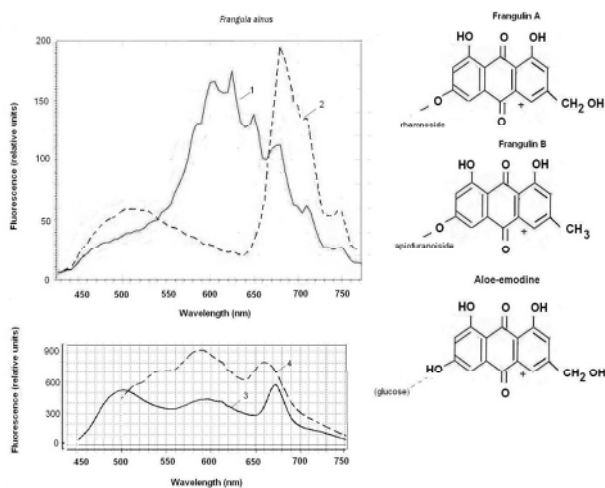 Frangula alnus
Fluorescence (relative units)
200
150
100
50
0
1
2
450 500 550 600 650 700 750
Wavelength (nm)
Fluorescence (relative units)
900
600
300
0
4
3
450 500 550 600 650 700 750
Wavelength (nm)
Frangulin A
HO O OH
O
rhamnoside
O
+
CH₂ OH
Frangulin B
HO O OH
O
apiofuranoside
O
+
CH₃
Aloe-emodine
HO O OH
HO
(glucose)
O
+
CH₂OH